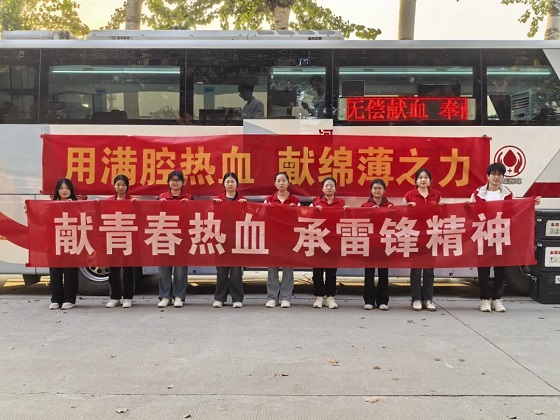 无偿献血 奉
用满腔热血 献绵薄之力
献青春热血 承雷锋精神